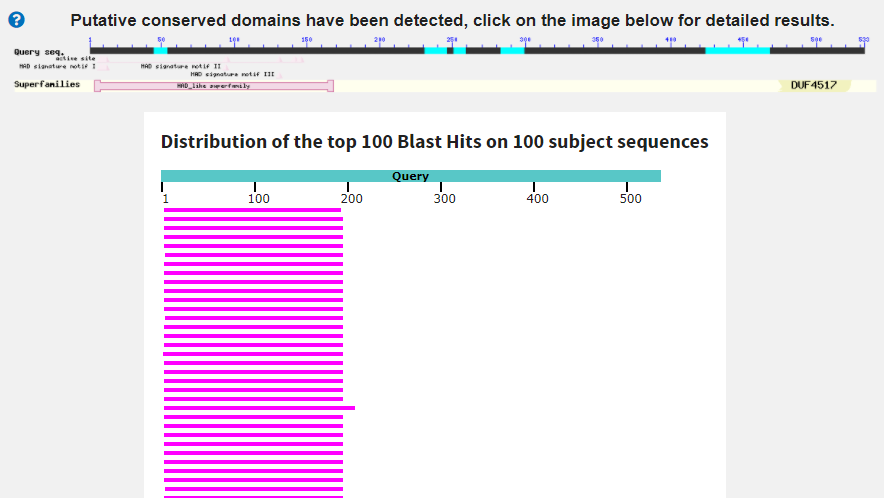 Putative conserved domains have been detected, click on the image below for detailed results.
1 50 100 150 200 250 300 350 400 450 500 533
Query seq.
active site
HAD signature motif I HAD signature motif II
HAD signature motif III
Superfamilies HAD_like superfamily DUF4517
Distribution of the top 100 Blast Hits on 100 subject sequences
Query
1 100 200 300 400 500